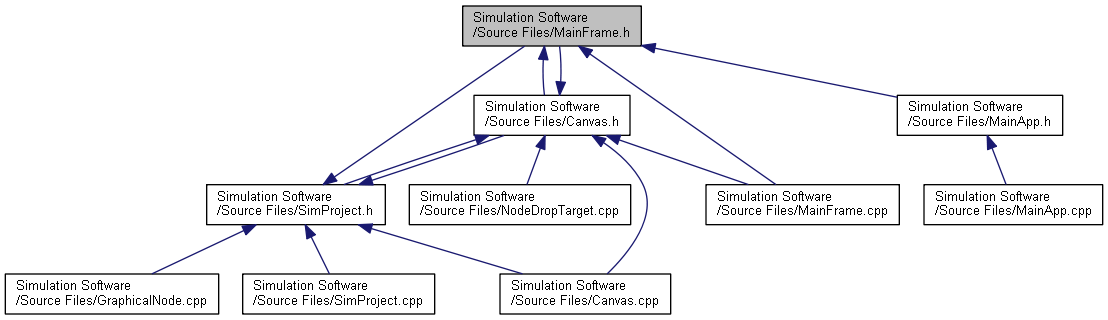 Simulation Software
/Source Files/MainFrame.h
Simulation Software
/Source Files/Canvas.h
Simulation Software
/Source Files/MainApp.h
Simulation Software
/Source Files/SimProject.h
Simulation Software
/Source Files/NodeDropTarget.cpp
Simulation Software
/Source Files/MainFrame.cpp
Simulation Software
/Source Files/MainApp.cpp
Simulation Software
/Source Files/GraphicalNode.cpp
Simulation Software
/Source Files/SimProject.cpp
Simulation Software
/Source Files/Canvas.cpp